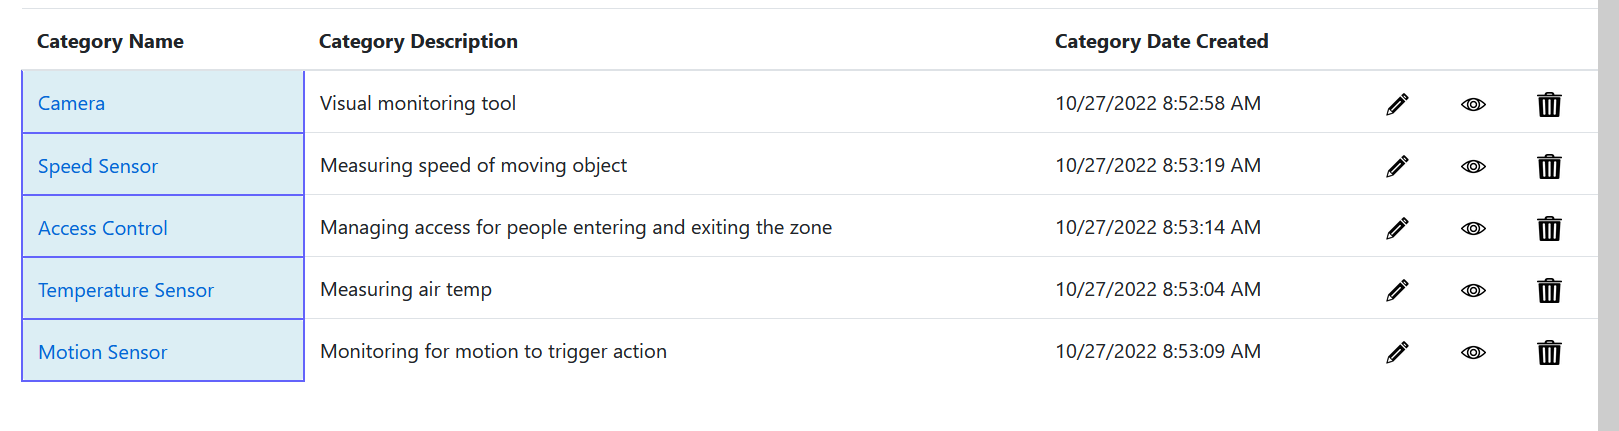 Category Name Category Description Category Date Created
Camera Visual monitoring tool 10/27/2022 8:52:58 AM
Speed Sensor Measuring speed of moving object 10/27/2022 8:53:19 AM
Access Control Managing access for people entering and exiting the zone 10/27/2022 8:53:14 AM
Temperature Sensor Measuring air temp 10/27/2022 8:53:04 AM
Motion Sensor Monitoring for motion to trigger action 10/27/2022 8:53:09 AM